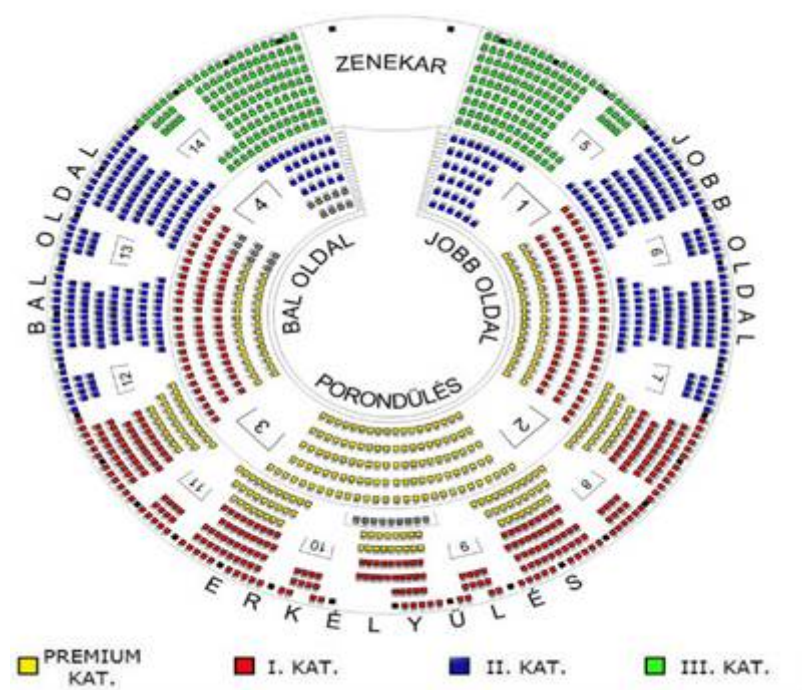 ZENEKAR
BAL OLDAL
JOBB OLDAL
14
5
4
1
13
6
BAL OLDAL
JOBB OLDAL
12
7
PORONDÜLÉS
3
2
11
8
10
9
ERKÉLYÜLÉS
PREMIUM KAT.
I. KAT.
II. KAT.
III. KAT.